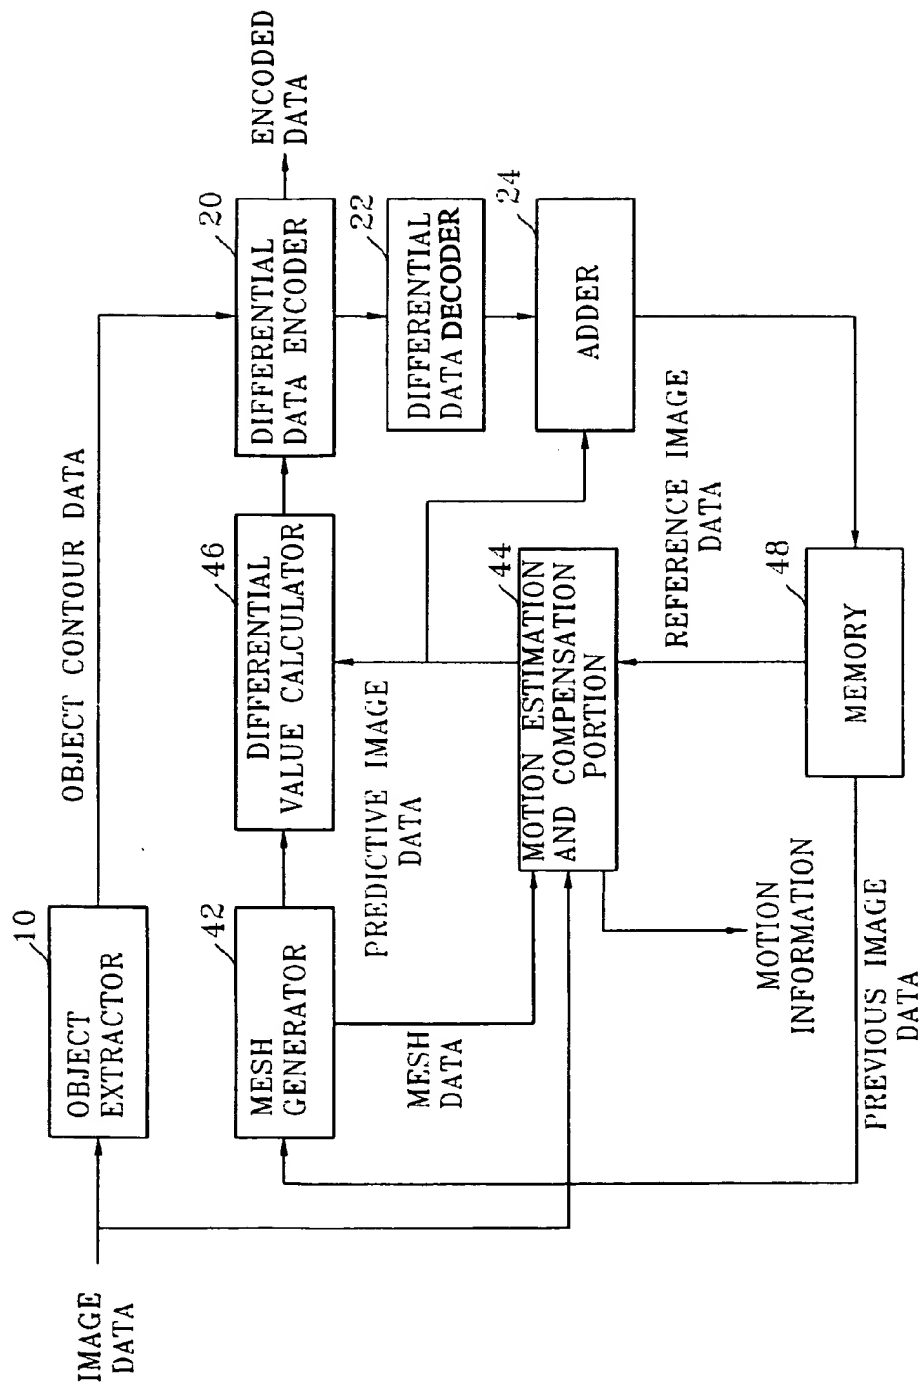 IMAGE
DATA
10
OBJECT
EXTRACTOR
OBJECT CONTOUR DATA
42
MESH
GENERATOR
46
DIFFERENTIAL
VALUE CALCULATOR
20
DIFFERENTIAL
DATA ENCODER
ENCODED
DATA
MESH
DATA
PREDICTIVE IMAGE
DATA
22
DIFFERENTIAL
DATA DECODER
44
MOTION ESTIMATION
AND COMPENSATION
PORTION
24
ADDER
MOTION
INFORMATION
REFERENCE IMAGE
DATA
48
MEMORY
PREVIOUS IMAGE
DATA